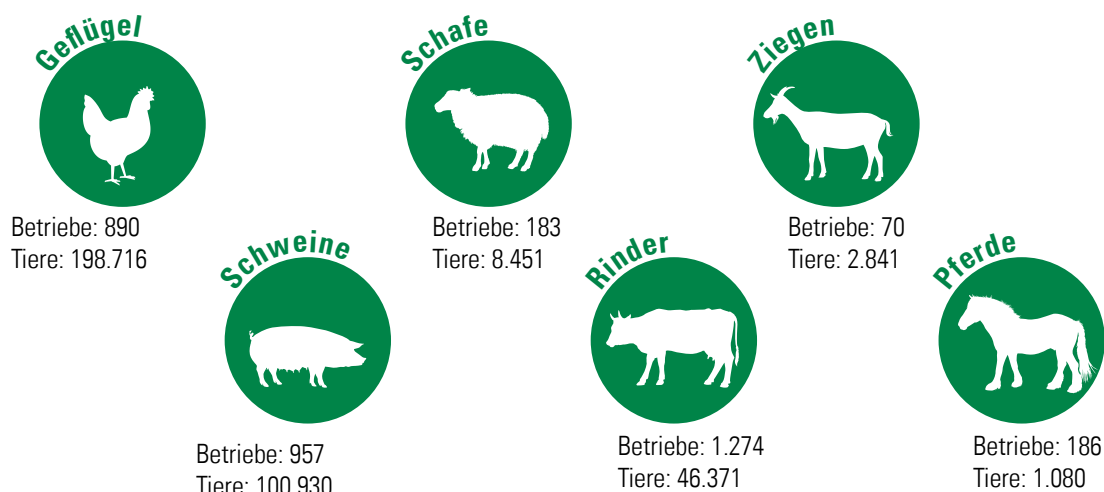 Geflügel
Betriebe: 890
Tiere: 198.716
Schafe
Betriebe: 183
Tiere: 8.451
Ziegen
Betriebe: 70
Tiere: 2.841
Schweine
Betriebe: 957
Tiere: 100.930
Rinder
Betriebe: 1.274
Tiere: 46.371
Pferde
Betriebe: 186
Tiere: 1.080